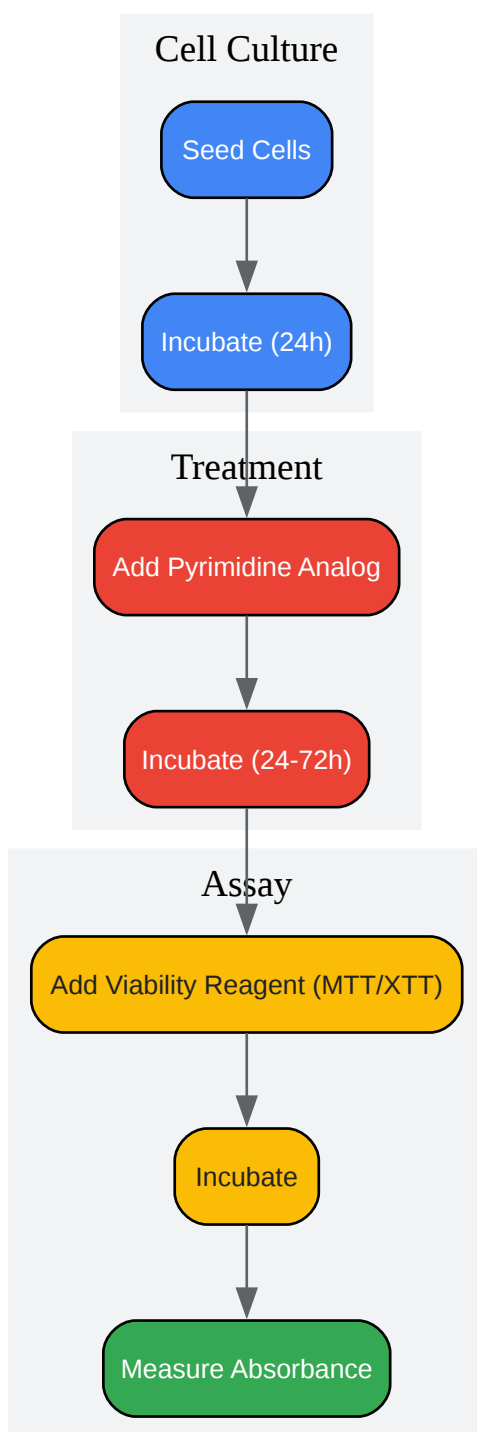 Cell Culture
Seed Cells
Incubate (24h)
Treatment
Add Pyrimidine Analog
Incubate (24-72h)
Assay
Add Viability Reagent (MTT/XTT)
Incubate
Measure Absorbance